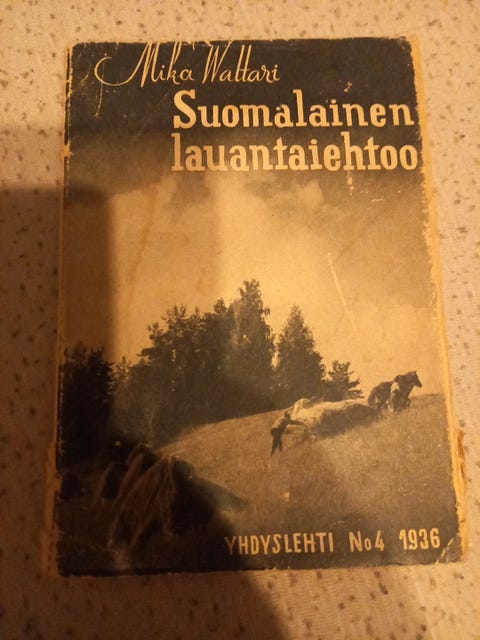 Mika Waltari
Suomalainen
lauantaiehtoo
YHDYSLEHTI No 4 1936